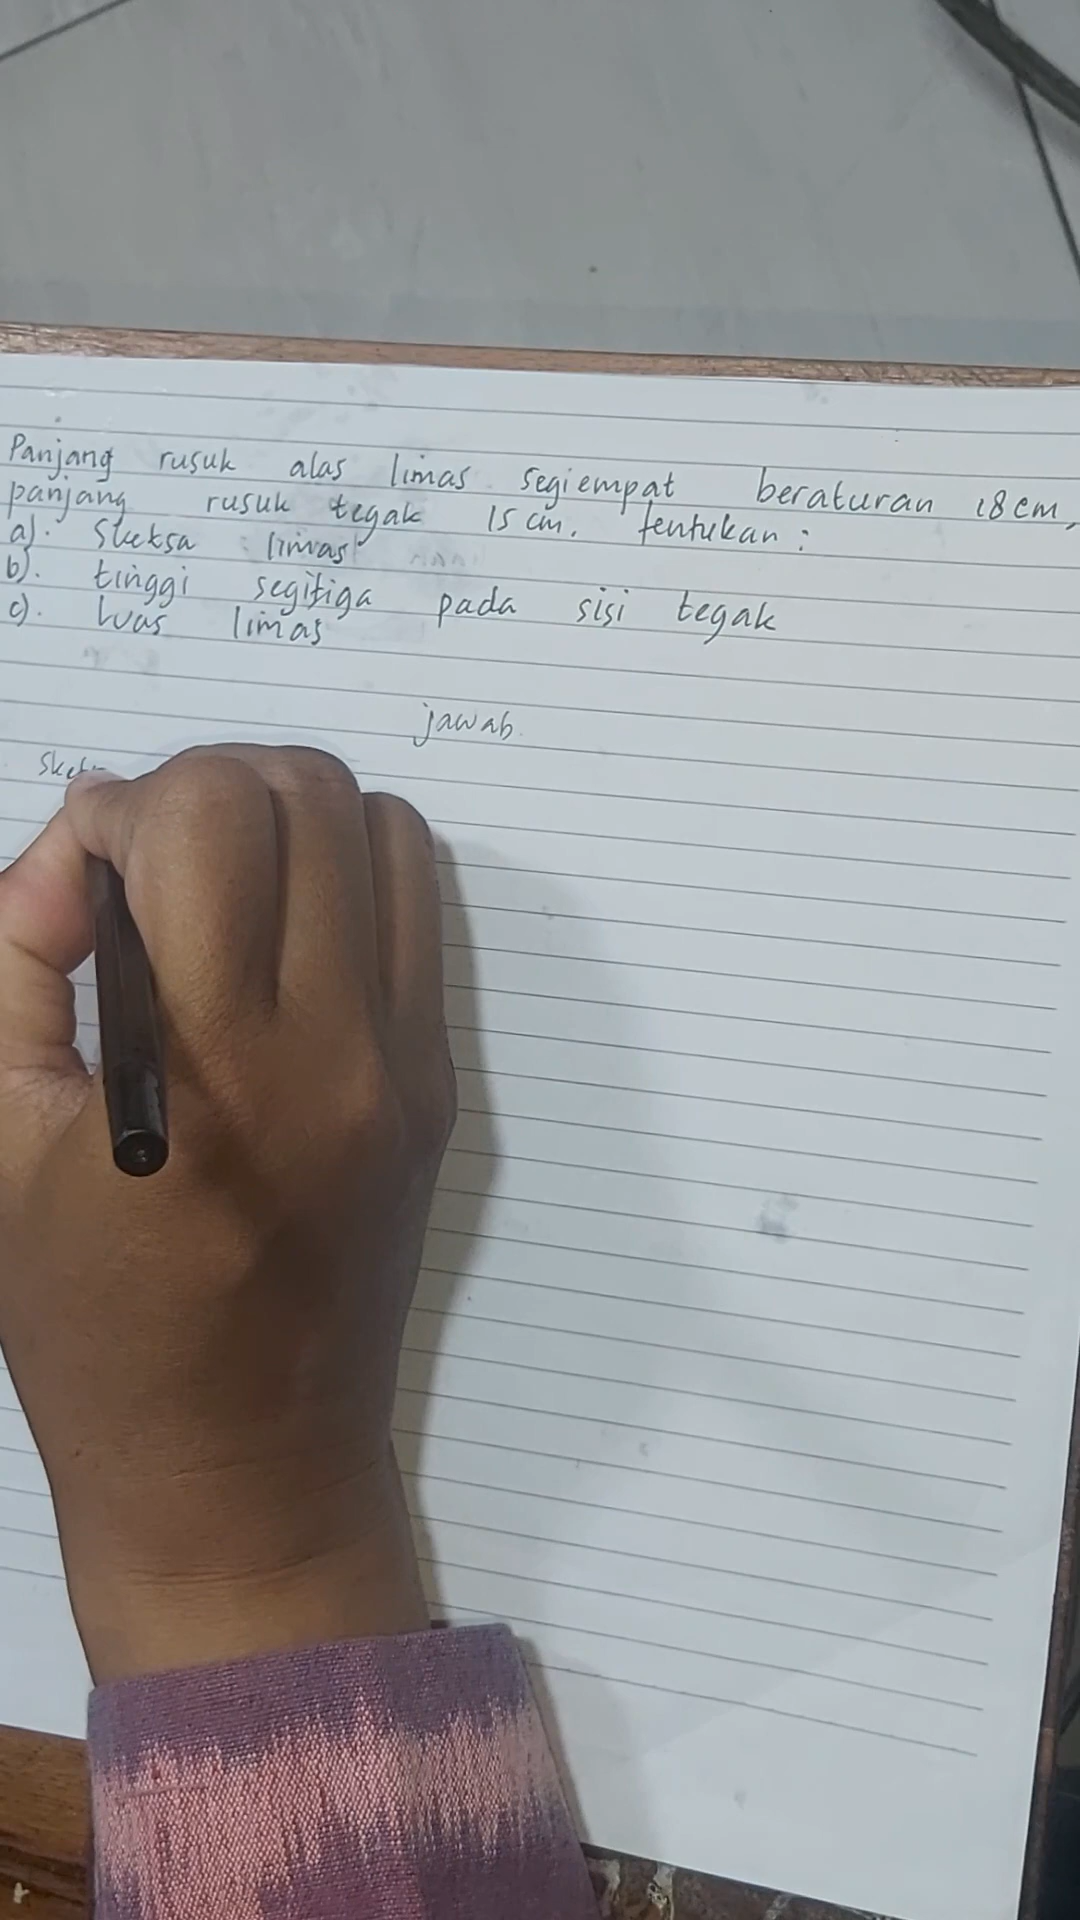 Panjang rusuk alas limas segiempat beraturan 18 cm,
panjang rusuk tegak 15 cm. tentukan :
a). Sketsa limas
b). tinggi segitiga pada sisi tegak
c). luas limas
jawab.
Sket